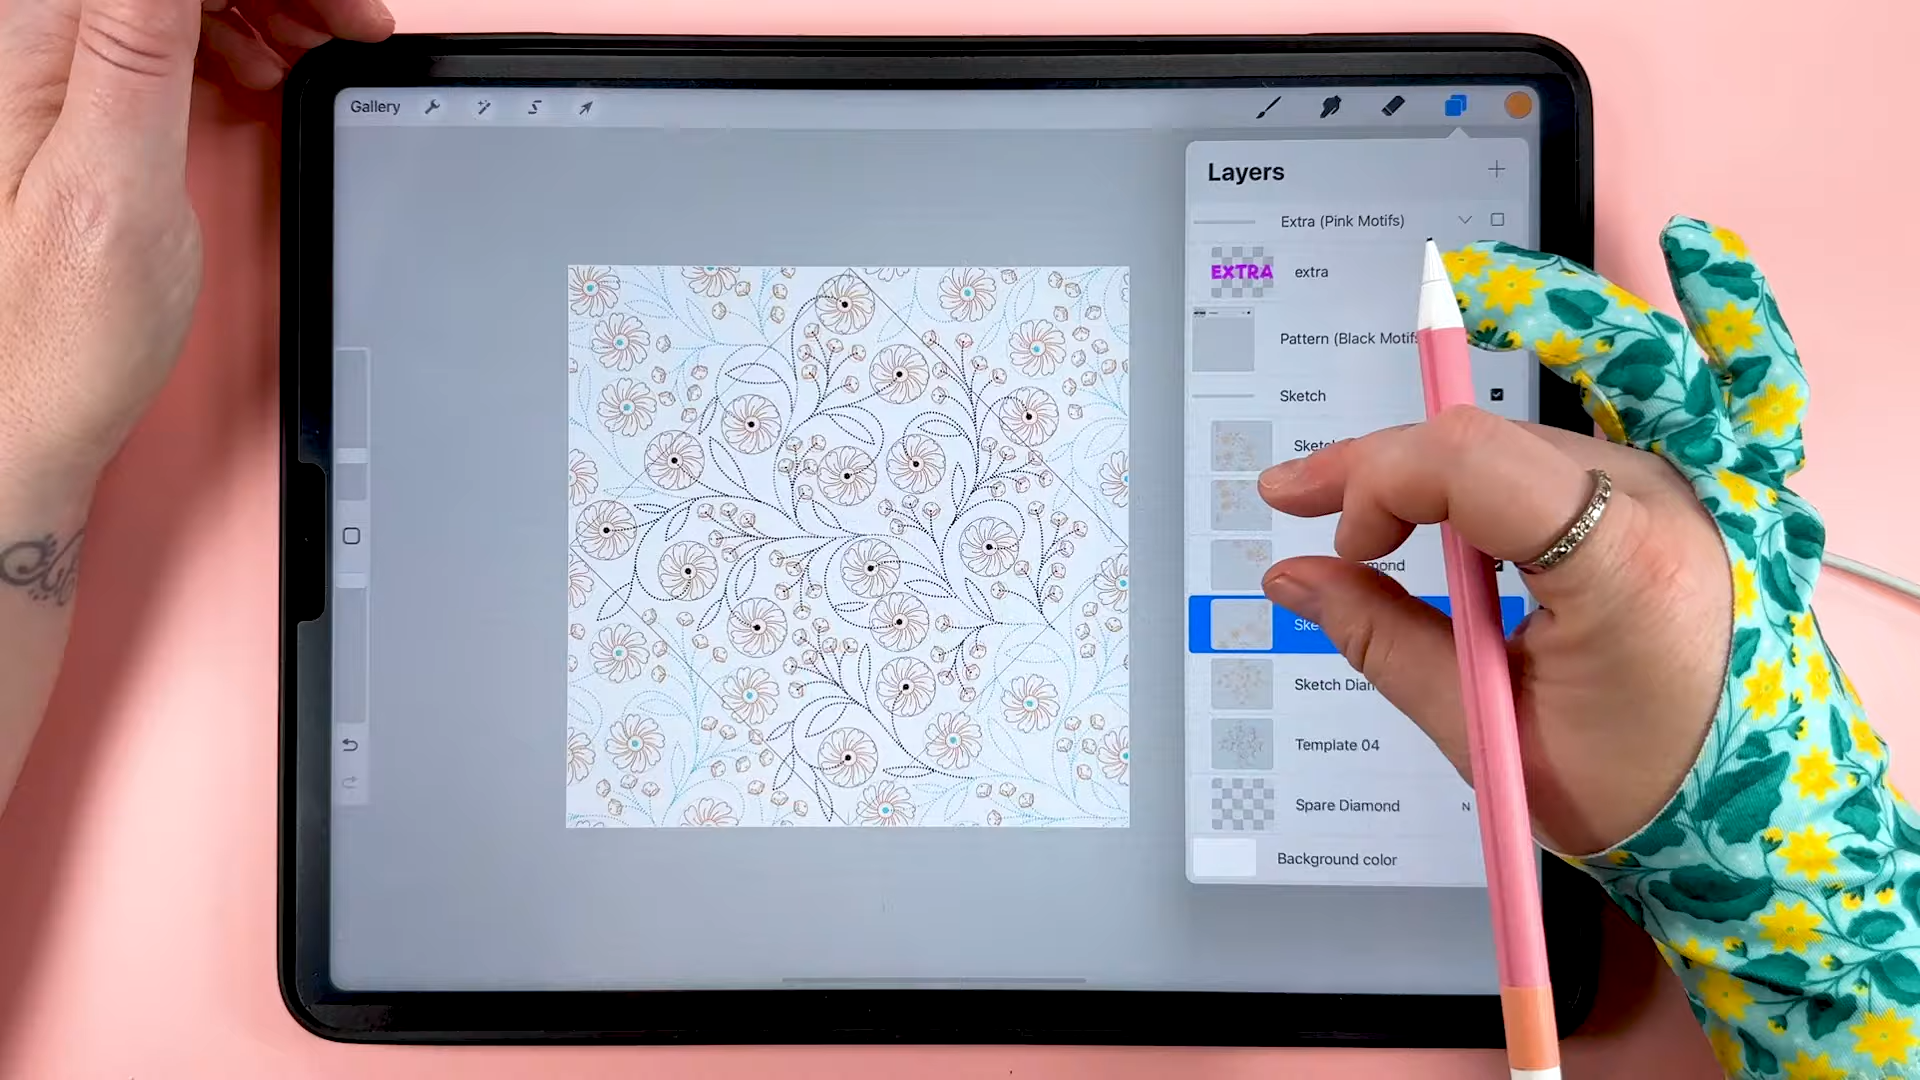 Gallery
Layers
Extra (Pink Motifs)
EXTRA
extra
Pattern (Black Motifs
Sketch
Sketch Diam
Template 04
Spare Diamond
N
Background color